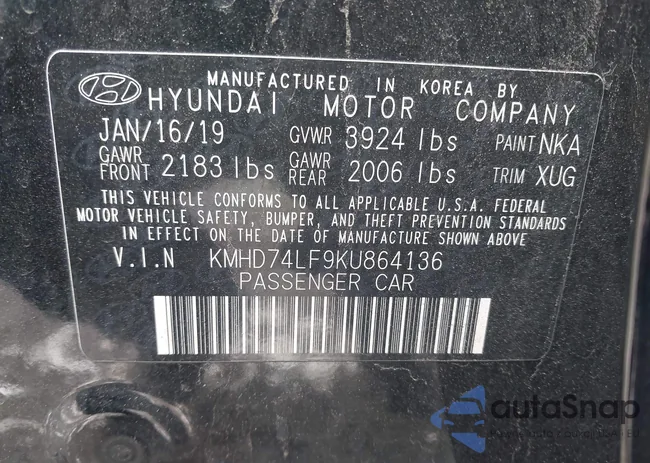 MANUFACTURED IN KOREA BY
HYUNDAI MOTOR COMPANY
JAN/16/19 GVWR 3924 lbs PAINT NKA
GAWR FRONT 2183 lbs GAWR REAR 2006 lbs TRIM XUG
THIS VEHICLE CONFORMS TO ALL APPLICABLE U.S.A. FEDERAL
MOTOR VEHICLE SAFETY, BUMPER, AND THEFT PREVENTION STANDARDS
IN EFFECT ON THE DATE OF MANUFACTURE SHOWN ABOVE
V.I.N KMHD74LF9KU864136
PASSENGER CAR
autaSnap